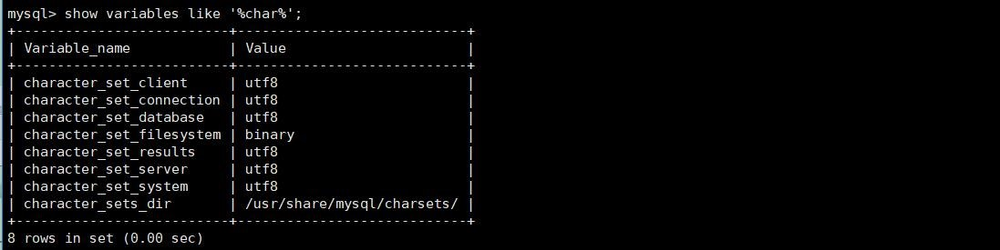 mysql> show variables like '%char%';
+--------------------------+----------------------------+
| Variable_name            | Value                      |
+--------------------------+----------------------------+
| character_set_client     | utf8                       |
| character_set_connection | utf8                       |
| character_set_database   | utf8                       |
| character_set_filesystem | binary                     |
| character_set_results    | utf8                       |
| character_set_server     | utf8                       |
| character_set_system     | utf8                       |
| character_sets_dir       | /usr/share/mysql/charsets/ |
+--------------------------+----------------------------+
8 rows in set (0.00 sec)